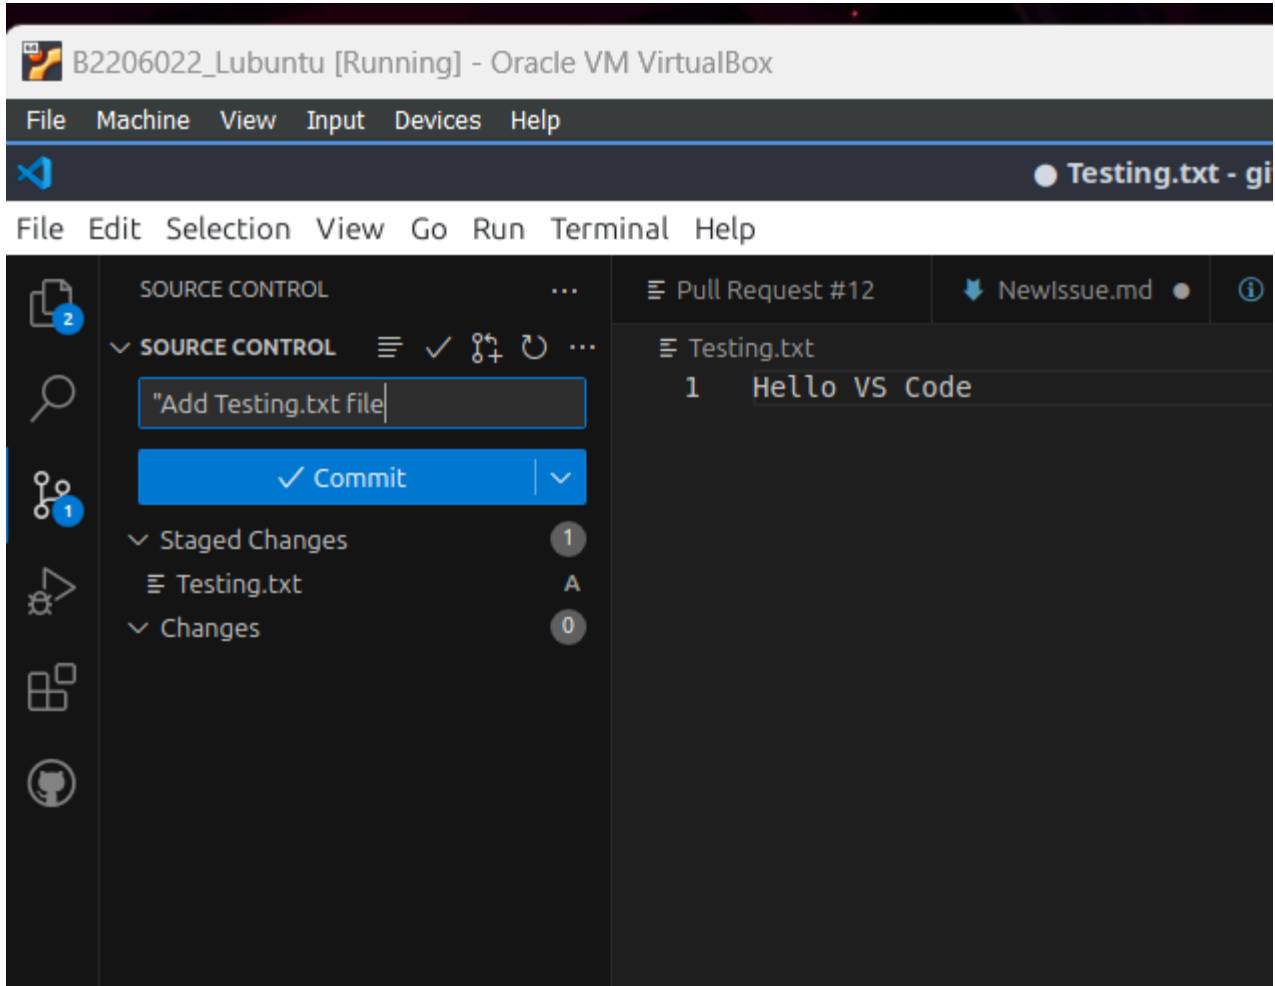 64
B2206022_Lubuntu [Running] - Oracle VM VirtualBox
File Machine View Input Devices Help
● Testing.txt - gi
File Edit Selection View Go Run Terminal Help
2
1
SOURCE CONTROL ...
SOURCE CONTROL ...
"Add Testing.txt file
Commit
Staged Changes 1
Testing.txt A
Changes 0
Pull Request #12 NewIssue.md ●
Testing.txt
1 Hello VS Code